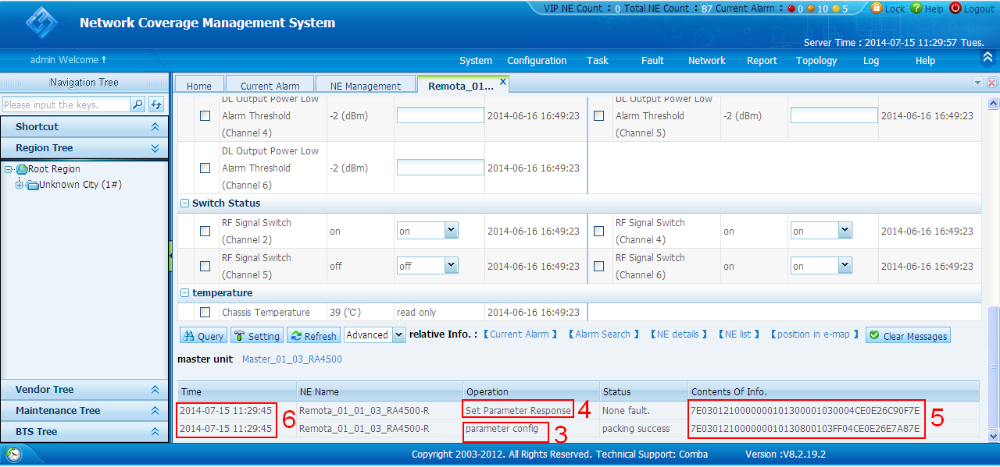 VIP NE Count : 0 Total NE Count : 87 Current Alarm : 0 10 5 Lock Help Logout
Network Coverage Management System
Server Time : 2014-07-15 11:29:57 Tues.
admin Welcome !
System Configuration Task Fault Network Report Topology Log Help
Navigation Tree
Home Current Alarm NE Management Remota_01... X
Please input the keys.
Shortcut
Region Tree
Root Region
Unknown City (1#)
DL Output Power Low
Alarm Threshold
(Channel 4)
-2 (dBm)
2014-06-16 16:49:23
DL Output Power Low
Alarm Threshold
(Channel 5)
-2 (dBm)
2014-06-16 16:49:23
DL Output Power Low
Alarm Threshold
(Channel 6)
-2 (dBm)
2014-06-16 16:49:23
Switch Status
RF Signal Switch
(Channel 2)
on
on
2014-06-16 16:49:23
RF Signal Switch
(Channel 4)
on
on
2014-06-16 16:49:23
RF Signal Switch
(Channel 5)
off
off
2014-06-16 16:49:23
RF Signal Switch
(Channel 6)
on
on
2014-06-16 16:49:23
temperature
Chassis Temperature 39 (℃) read only 2014-06-16 16:49:23
Query Setting Refresh Advanced relative Info. : 【Current Alarm】 【Alarm Search】 【NE details】 【NE list】 【position in e-map】 Clear Messages
master unit Master_01_03_RA4500
Vendor Tree
Maintenance Tree
BTS Tree
Time NE Name Operation Status Contents Of Info.
2014-07-15 11:29:45 Remota_01_01_03_RA4500-R Set Parameter Response None fault. 7E03012100000001013000010300​04CE0E26C90F7E
2014-07-15 11:29:45 Remota_01_01_03_RA4500-R parameter config packing success 7E030121000000010130800103FF04CE0E26E7A87E
6
4
3
5
Copyright 2003-2012. All Rights Reserved. Technical Support: Comba Version :V8.2.19.2